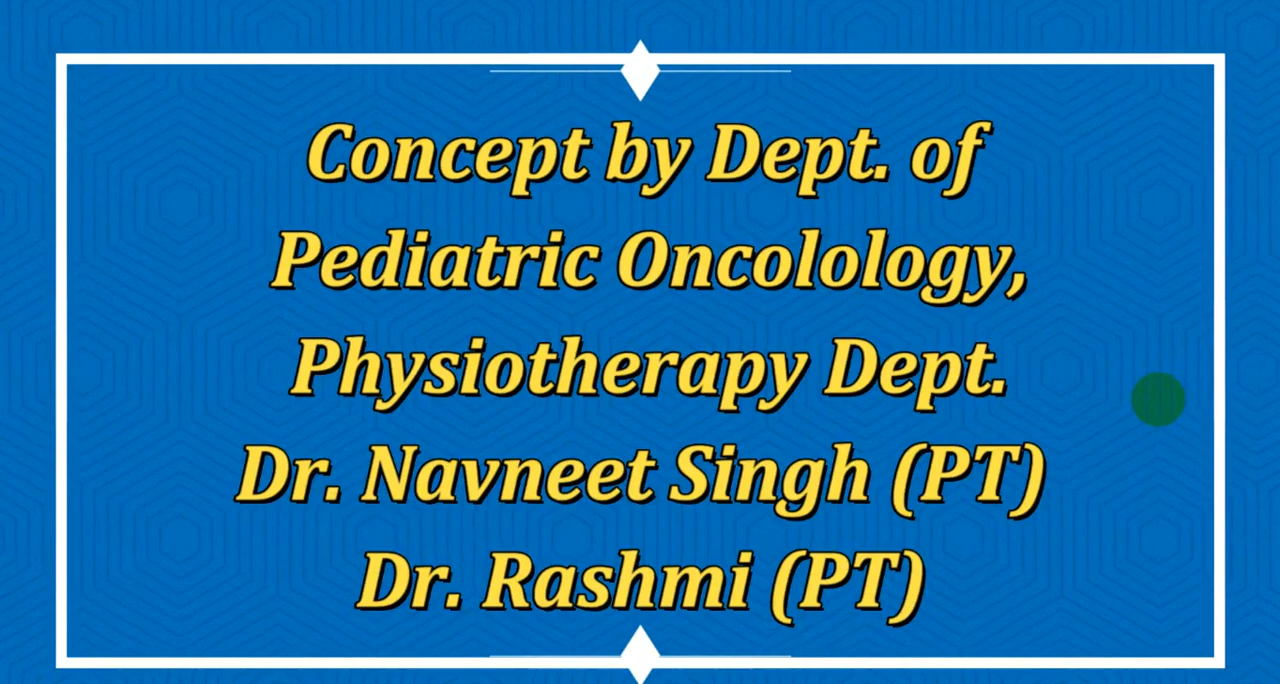 Concept by Dept. of
Pediatric Oncolology,
Physiotherapy Dept.
Dr. Navneet Singh (PT)
Dr. Rashmi (PT)